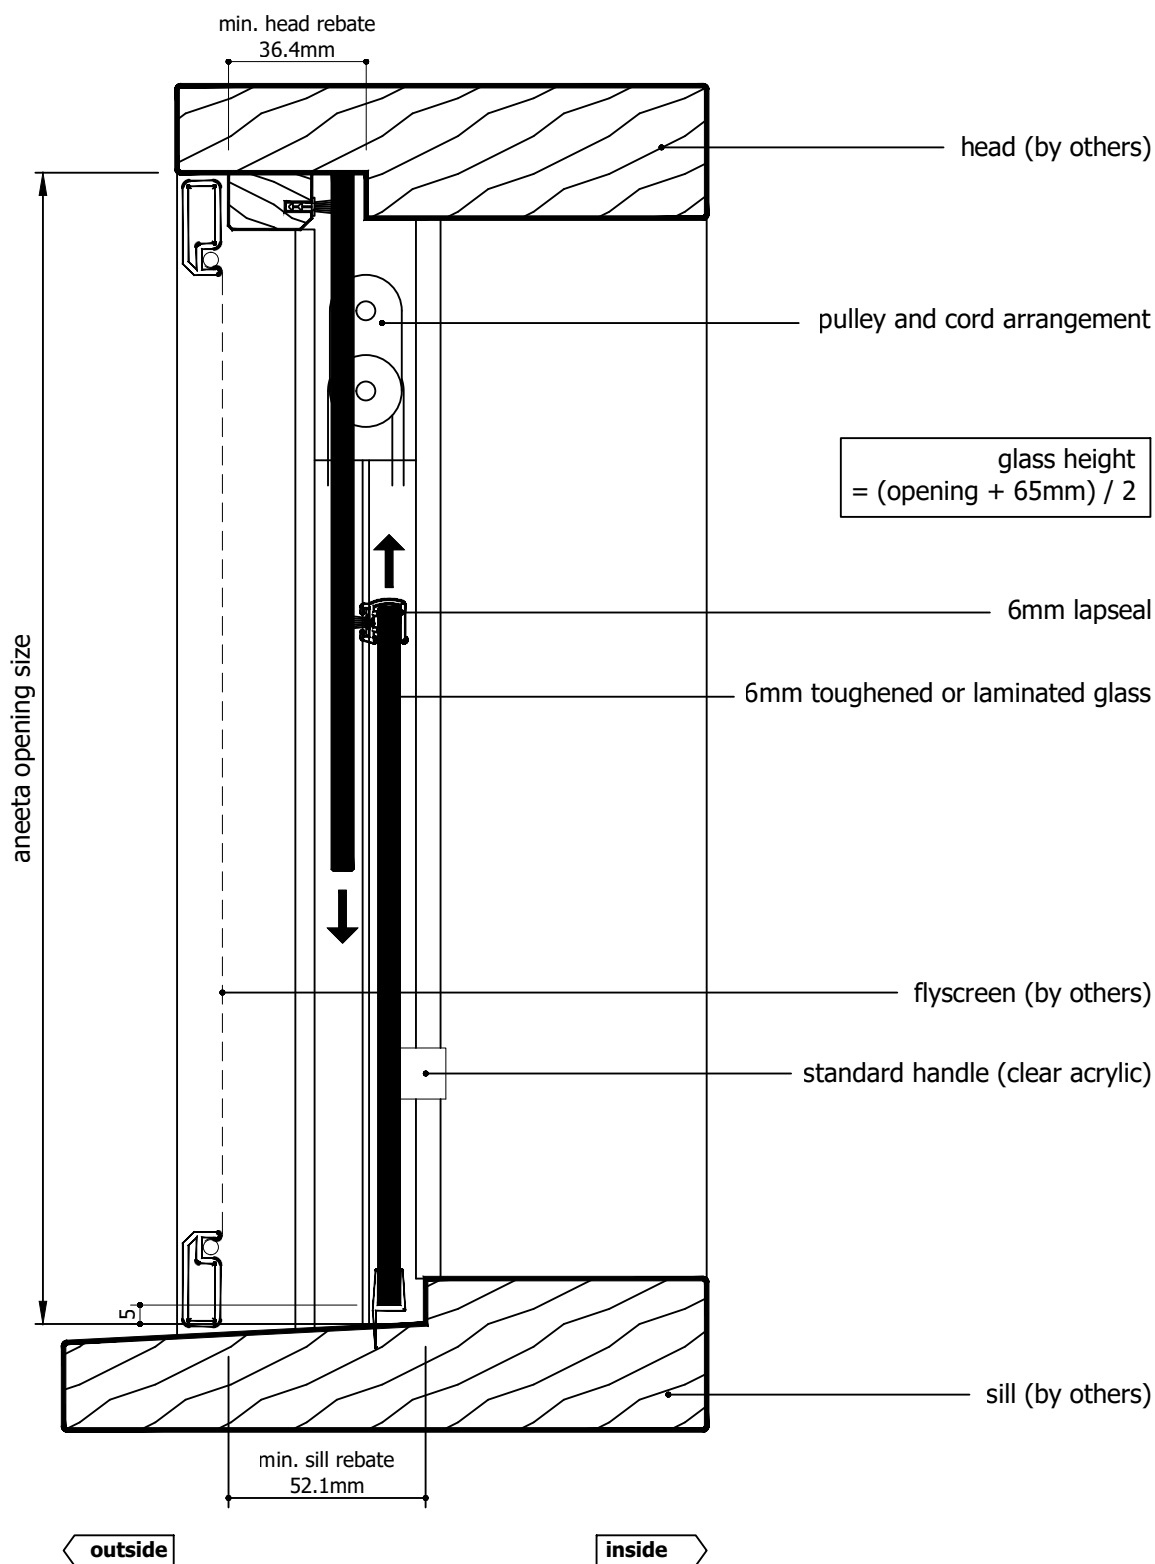 min. head rebate
36.4mm
head (by others)
pulley and cord arrangement
glass height
= (opening + 65mm) / 2
6mm lapseal
6mm toughened or laminated glass
aneeta opening size
flyscreen (by others)
standard handle (clear acrylic)
5
sill (by others)
min. sill rebate
52.1mm
outside
inside